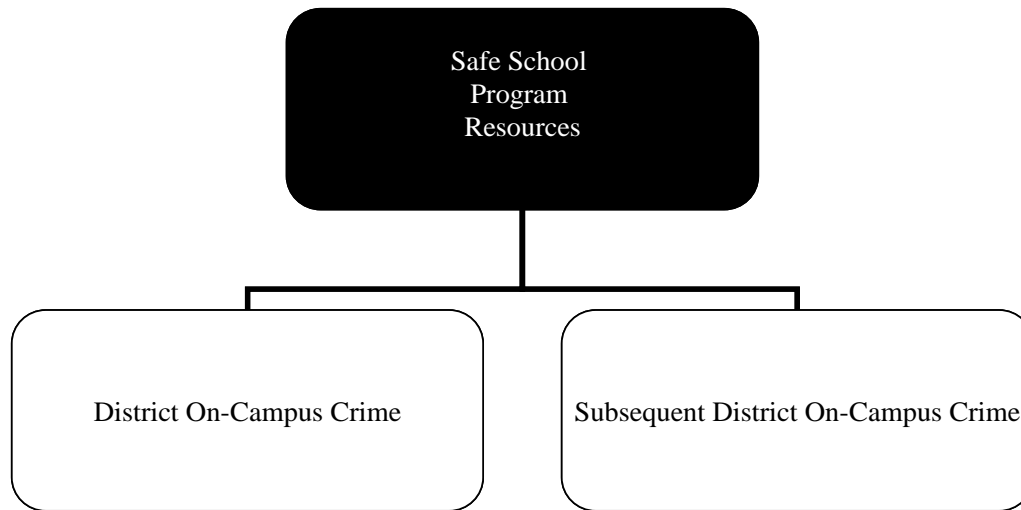 Safe School
Program
Resources
District On-Campus Crime
Subsequent District On-Campus Crime